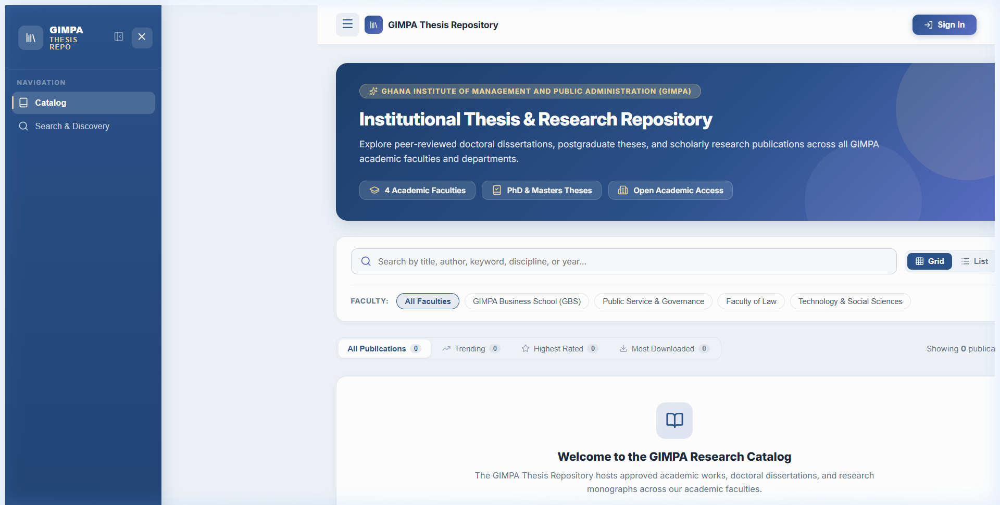 GIMPA
THESIS
REPO
NAVIGATION
Catalog
Search & Discovery
GIMPA Thesis Repository
Sign In
GHANA INSTITUTE OF MANAGEMENT AND PUBLIC ADMINISTRATION (GIMPA)
Institutional Thesis & Research Repository
Explore peer-reviewed doctoral dissertations, postgraduate theses, and scholarly research publications across all GIMPA
academic faculties and departments.
4 Academic Faculties
PhD & Masters Theses
Open Academic Access
Search by title, author, keyword, discipline, or year...
Grid
List
FACULTY:
All Faculties
GIMPA Business School (GBS)
Public Service & Governance
Faculty of Law
Technology & Social Sciences
All Publications 0
Trending 0
Highest Rated 0
Most Downloaded 0
Showing 0 publica
Welcome to the GIMPA Research Catalog
The GIMPA Thesis Repository hosts approved academic works, doctoral dissertations, and research
monographs across our academic faculties.